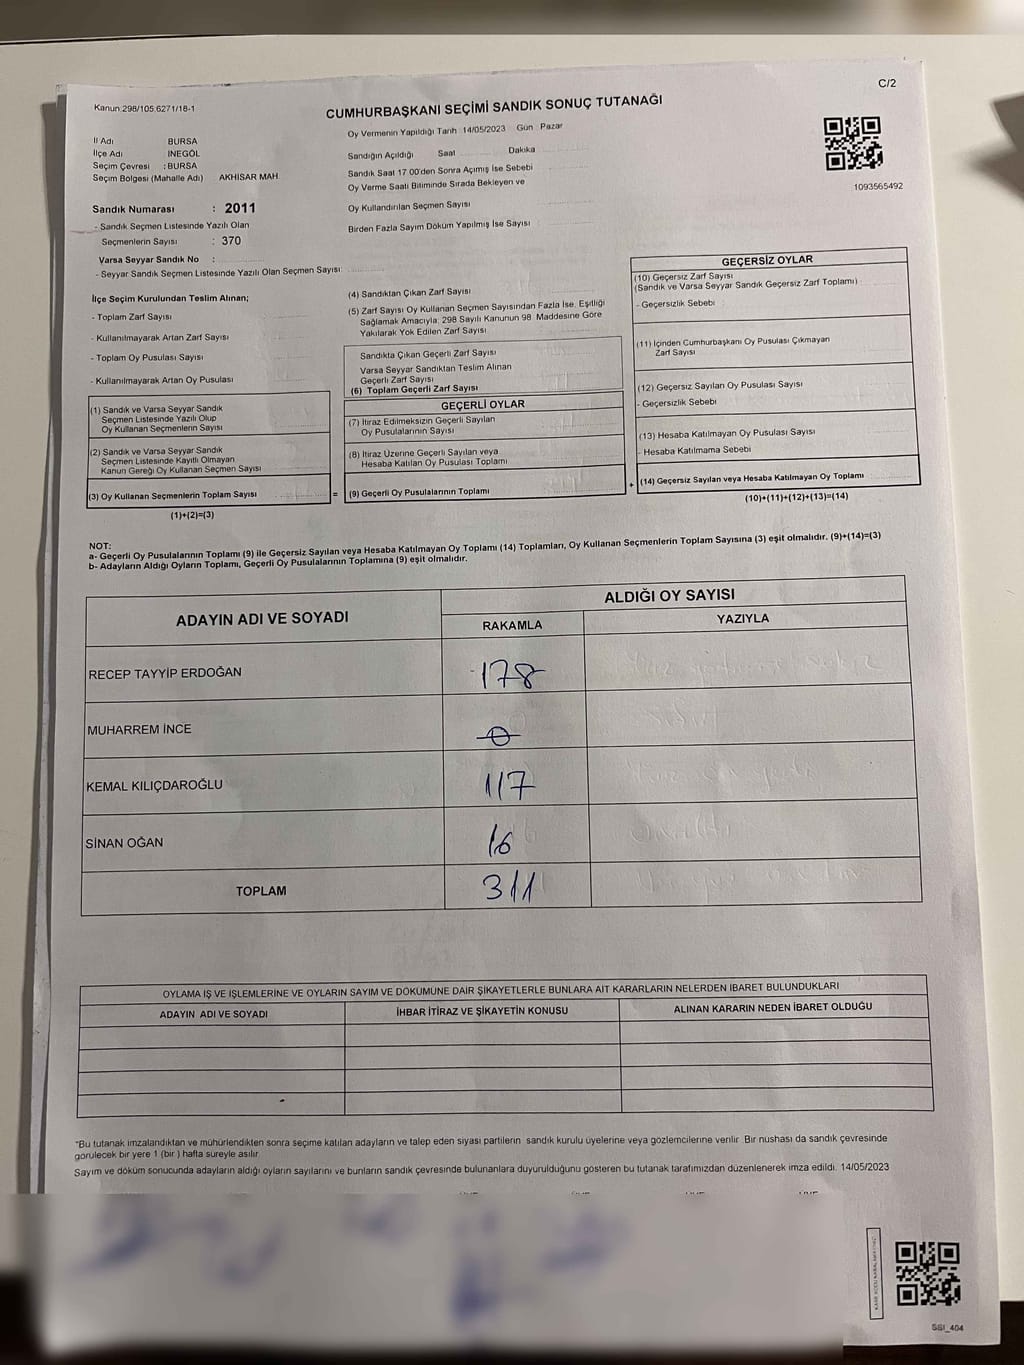 C/2
Kanun 298/105.6271/16-1
CUMHURBAŞKANI SEÇİMİ SANDIK SONUÇ TUTANAĞI
İl Adı BURSA
İlçe Adı İNEGÖL
Seçim Çevresi : BURSA
Seçim Bölgesi (Mahalle Adı) AKHİSAR MAH.
Sandık Numarası : 2011
- Sandık Seçmen Listesinde Yazılı Olan
Seçmenlerin Sayısı : 370
Varsa Seyyar Sandık No :
- Seyyar Sandık Seçmen Listesinde Yazılı Olan Seçmen Sayısı:
Oy Vermenin Yapıldığı Tarih 14/05/2023 Gün : Pazar
Sandığın Açıldığı Saat Dakika
Sandık Saat 17.00'den Sonra Açımış İse Sebebi
Oy Verme Saati Bitiminde Sırada Bekleyen ve
Oy Kullandırılan Seçmen Sayısı
Birden Fazla Sayım Döküm Yapılmış İse Sayısı
1093565492
İlçe Seçim Kurulundan Teslim Alınan;
- Toplam Zarf Sayısı
- Kullanılmayarak Artan Zarf Sayısı
- Toplam Oy Pusulası Sayısı
- Kullanılmayarak Artan Oy Pusulası
(1) Sandık ve Varsa Seyyar Sandık
Seçmen Listesinde Yazılı Olup
Oy Kullanan Seçmenlerin Sayısı
(2) Sandık ve Varsa Seyyar Sandık
Seçmen Listesinde Kayıtlı Olmayan
Kanun Gereği Oy Kullanan Seçmen Sayısı
(3) Oy Kullanan Seçmenlerin Toplam Sayısı
(1)+(2)=(3)
(4) Sandıktan Çıkan Zarf Sayısı
(5) Zarf Sayısı Oy Kullanan Seçmen Sayısından Fazla İse, Eşitliği
Sağlamak Amacıyla; 298 Sayılı Kanunun 98. Maddesine Göre
Yakılarak Yok Edilen Zarf Sayısı
Sandıkta Çıkan Geçerli Zarf Sayısı
Varsa Seyyar Sandıktan Teslim Alınan
Geçerli Zarf Sayısı
(6) Toplam Geçerli Zarf Sayısı
GEÇERLİ OYLAR
(7) İtiraz Edilmeksizin Geçerli Sayılan
Oy Pusulalarının Sayısı
(8) İtiraz Üzerine Geçerli Sayılan veya
Hesaba Katılan Oy Pusulası Toplamı
= (9) Geçerli Oy Pusulalarının Toplamı
GEÇERSİZ OYLAR
(10) Geçersiz Zarf Sayısı
(Sandık ve Varsa Seyyar Sandık Geçersiz Zarf Toplamı)
- Geçersizlik Sebebi :
(11) İçinden Cumhurbaşkanı Oy Pusulası Çıkmayan
Zarf Sayısı
(12) Geçersiz Sayılan Oy Pusulası Sayısı
- Geçersizlik Sebebi
(13) Hesaba Katılmayan Oy Pusulası Sayısı
- Hesaba Katılmama Sebebi
+ (14) Geçersiz Sayılan veya Hesaba Katılmayan Oy Toplamı
(10)+(11)+(12)+(13)=(14)
NOT:
a- Geçerli Oy Pusulalarının Toplamı (9) ile Geçersiz Sayılan veya Hesaba Katılmayan Oy Toplamı (14) Toplamları, Oy Kullanan Seçmenlerin Toplam Sayısına (3) eşit olmalıdır. (9)+(14)=(3)
b- Adayların Aldığı Oyların Toplamı, Geçerli Oy Pusulalarının Toplamına (9) eşit olmalıdır.
ADAYIN ADI VE SOYADI
ALDIĞI OY SAYISI
RAKAMLA YAZIYLA
RECEP TAYYİP ERDOĞAN 178
MUHARREM İNCE 0
KEMAL KILIÇDAROĞLU 117
SİNAN OĞAN 16
TOPLAM 311
OYLAMA İŞ VE İŞLEMLERİNE VE OYLARIN SAYIM VE DÖKÜMÜNE DAİR ŞİKAYETLERLE BUNLARA AİT KARARLARIN NELERDEN İBARET BULUNDUKLARI
ADAYIN ADI VE SOYADI İHBAR İTİRAZ VE ŞİKAYETİN KONUSU ALINAN KARARIN NEDEN İBARET OLDUĞU
*Bu tutanak imzalandıktan ve mühürlendikten sonra seçime katılan adayların ve talep eden siyasi partilerin sandık kurulu üyelerine veya gözlemcilerine verilir. Bir nüshası da sandık çevresinde
görülecek bir yere 1 (bir ) hafta süreyle asılır.
Sayım ve döküm sonucunda adayların aldığı oyların sayılarını ve bunların sandık çevresinde bulunanlara duyurulduğunu gösteren bu tutanak tarafımızdan düzenlenerek imza edildi. 14/05/2023
SSI_404